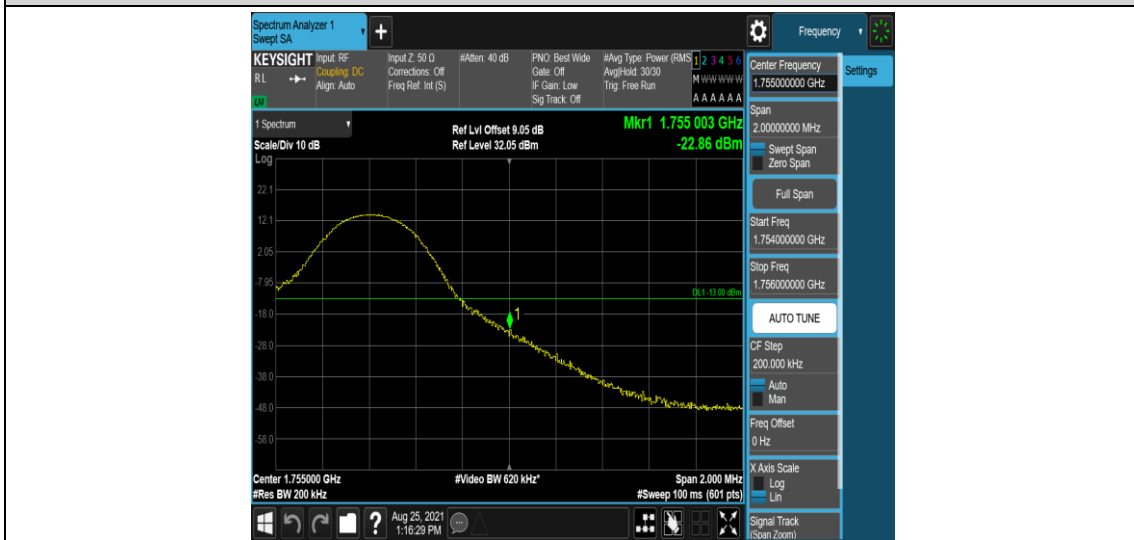 Spectrum Analyzer 1
Swept SA
+
Frequency
KEYSIGHT
RL
LXI
Input: RF
Coupling: DC
Align: Auto
Input Z: 50 Ω
Corrections: Off
Freq Ref: Int (S)
#Atten: 40 dB
PNO: Best Wide
Gate: Off
IF Gain: Low
Sig Track: Off
#Avg Type: Power (RMS
Avg|Hold: 30/30
Trig: Free Run
1 2 3 4 5 6
M W W W W W
A A A A A A
1 Spectrum
Scale/Div 10 dB
Ref Lvl Offset 9.05 dB
Ref Level 32.05 dBm
Mkr1 1.755 003 GHz
-22.86 dBm
Log
22.1
12.1
2.05
-7.95
-18.0
-28.0
-38.0
-48.0
-58.0
DL1 -13.00 dBm
1
Center 1.755000 GHz
#Res BW 200 kHz
#Video BW 620 kHz*
Span 2.000 MHz
#Sweep 100 ms (601 pts)
Center Frequency
1.755000000 GHz
Settings
Span
2.00000000 MHz
Swept Span
Zero Span
Full Span
Start Freq
1.754000000 GHz
Stop Freq
1.756000000 GHz
AUTO TUNE
CF Step
200.000 kHz
Auto
Man
Freq Offset
0 Hz
X Axis Scale
Log
Lin
Signal Track
(Span Zoom)
?
Aug 25, 2021
1:16:29 PM